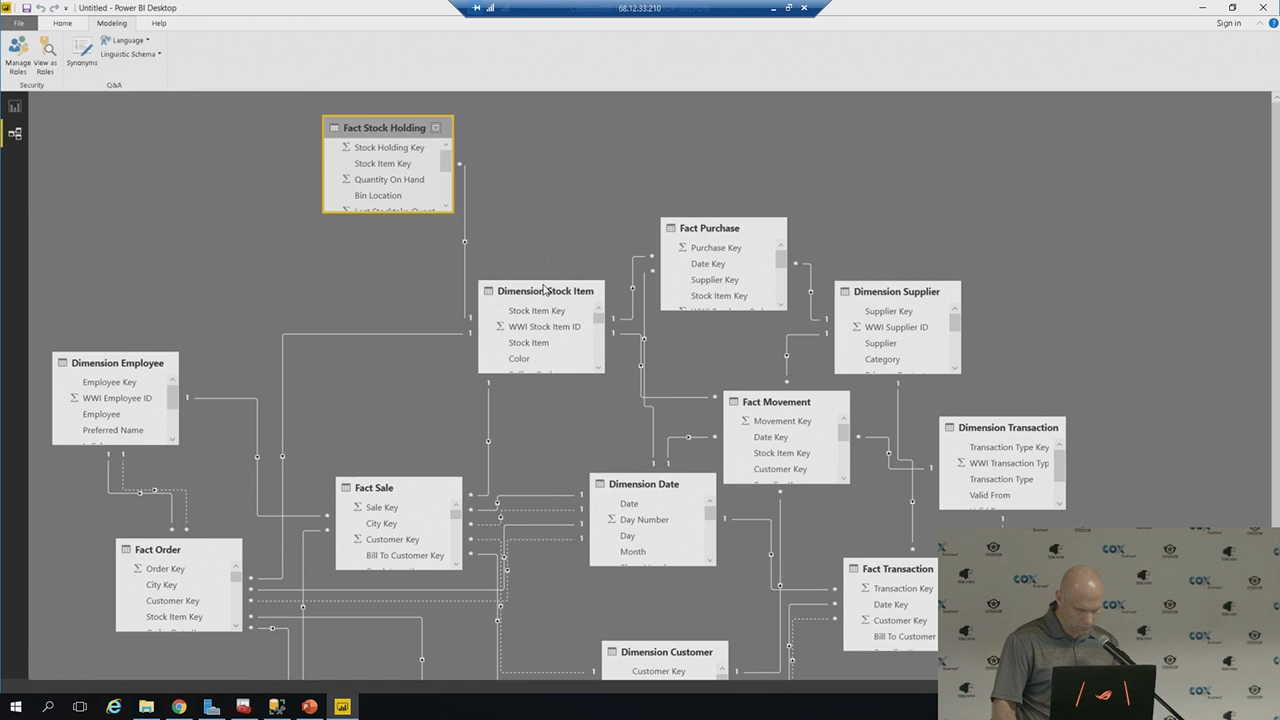 Untitled - Power BI Desktop
68.12.33.210
File
Home
Modeling
Help
Sign in
Manage
Roles
View as
Roles
Synonyms
Language
Linguistic Schema
Security
Q&A
Fact Stock Holding
Stock Holding Key
Stock Item Key
Quantity On Hand
Bin Location
Fact Purchase
Purchase Key
Date Key
Supplier Key
Stock Item Key
Dimension Stock Item
Stock Item Key
WWI Stock Item ID
Stock Item
Color
Dimension Supplier
Supplier Key
WWI Supplier ID
Supplier
Category
Dimension Employee
Employee Key
WWI Employee ID
Employee
Preferred Name
Fact Movement
Movement Key
Date Key
Stock Item Key
Customer Key
Dimension Transaction
Transaction Type Key
WWI Transaction Typ
Transaction Type
Valid From
Fact Sale
Sale Key
City Key
Customer Key
Bill To Customer Key
Dimension Date
Date
Day Number
Day
Month
Fact Order
Order Key
City Key
Customer Key
Stock Item Key
Fact Transaction
Transaction Key
Date Key
Customer Key
Bill To Customer
Dimension Customer
Customer Key
COX